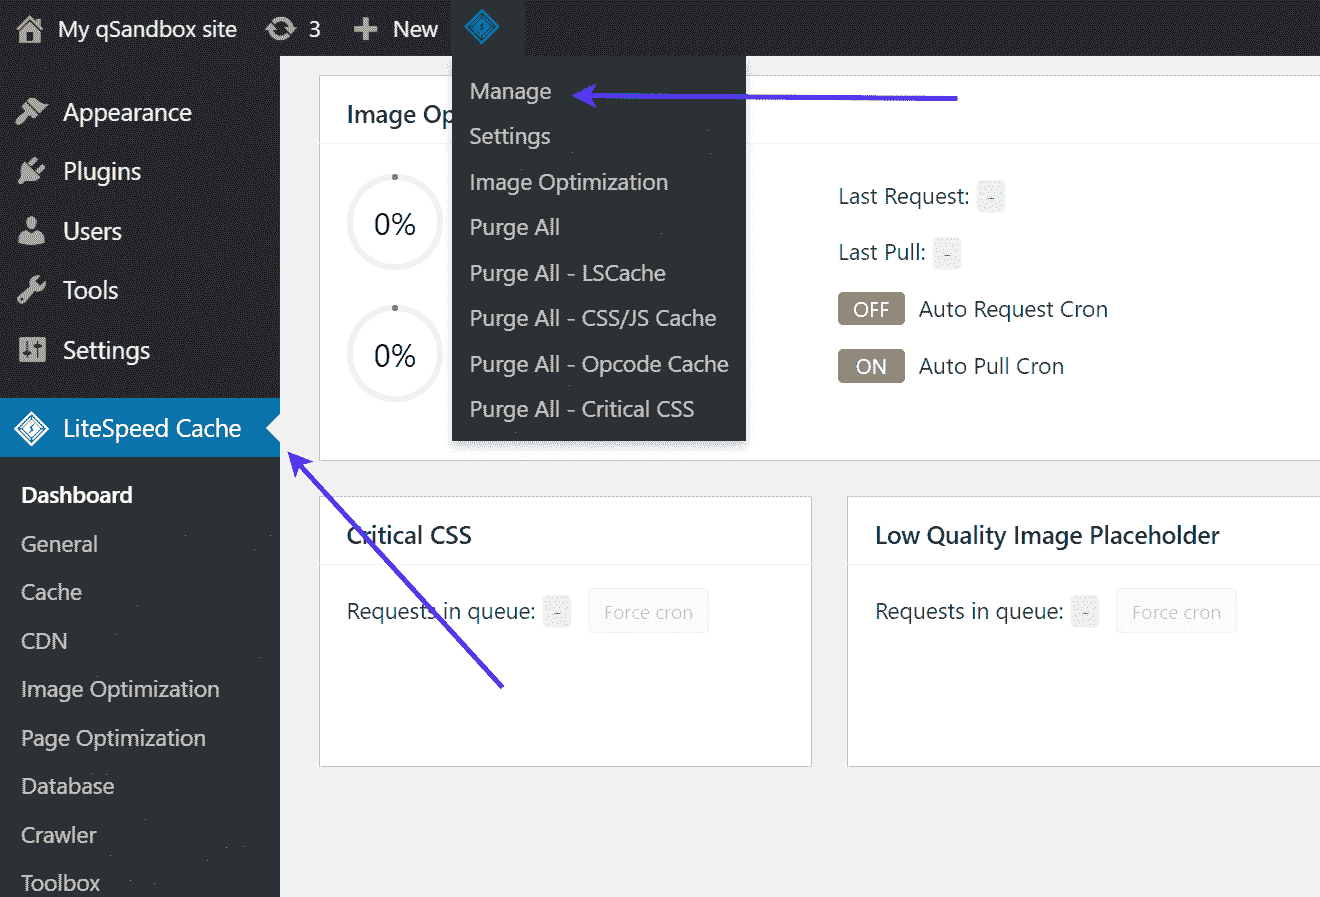 My qSandbox site 3 New
Appearance
Plugins
Users
Tools
Settings
LiteSpeed Cache
Dashboard
General
Cache
CDN
Image Optimization
Page Optimization
Database
Crawler
Toolbox
Manage
Settings
Image Optimization
Purge All
Purge All - LSCache
Purge All - CSS/JS Cache
Purge All - Opcode Cache
Purge All - Critical CSS
Image Op
0%
0%
Last Request: -
Last Pull: -
OFF Auto Request Cron
ON Auto Pull Cron
Critical CSS
Requests in queue: - Force cron
Low Quality Image Placeholder
Requests in queue: - Force cron